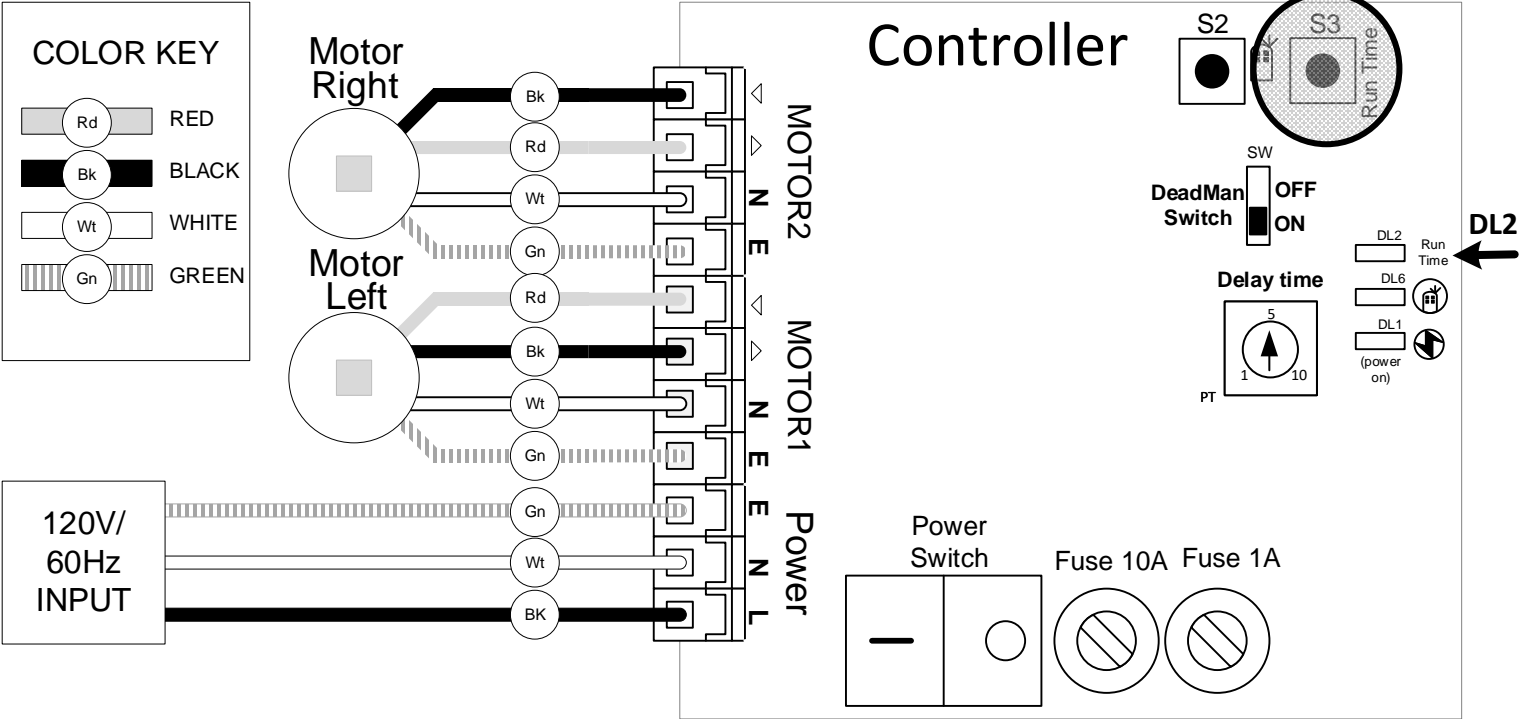 COLOR KEY
Rd RED
Bk BLACK
Wt WHITE
Gn GREEN
Motor
Right
Bk
Rd
Wt
Gn
Motor
Left
Rd
Bk
Wt
Gn
120V/
60Hz
INPUT
Gn
Wt
BK
MOTOR2
N
E
MOTOR1
N
E
Power
E
N
L
Controller
S2
S3
Run Time
SW
DeadMan
Switch
OFF
ON
DL2
Run
Time
DL2
DL6
DL1
(power
on)
Delay time
5
1 10
PT
Power
Switch
Fuse 10A
Fuse 1A